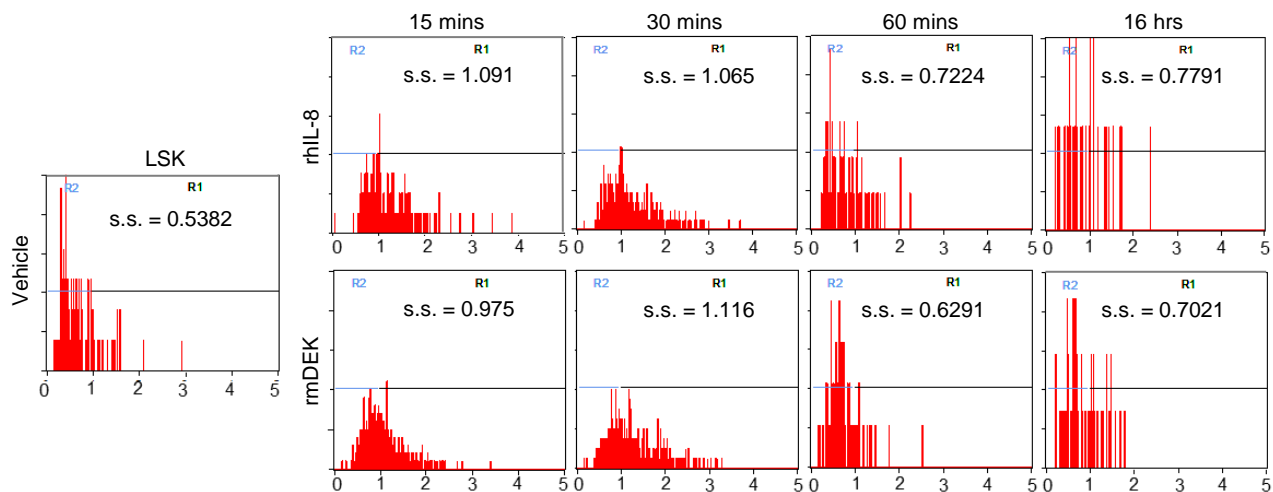 15 mins 30 mins 60 mins 16 hrs
rhIL-8
R2 R1
s.s. = 1.091
0 1 2 3 4 5
R2 R1
s.s. = 1.065
0 1 2 3 4 5
R2 R1
s.s. = 0.7224
0 1 2 3 4 5
R2 R1
s.s. = 0.7791
0 1 2 3 4 5
LSK
Vehicle
R2 R1
s.s. = 0.5382
0 1 2 3 4 5
rmDEK
R2 R1
s.s. = 0.975
0 1 2 3 4 5
R2 R1
s.s. = 1.116
0 1 2 3 4 5
R2 R1
s.s. = 0.6291
0 1 2 3 4 5
R2 R1
s.s. = 0.7021
0 1 2 3 4 5